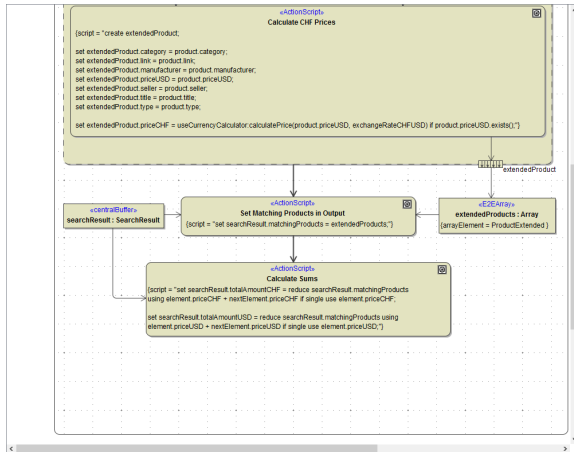 «ActionScript»
Calculate CHF Prices
{script = "create extendedProduct;
set extendedProduct.category = product.category;
set extendedProduct.link = product.link;
set extendedProduct.manufacturer = product.manufacturer;
set extendedProduct.priceUSD = product.priceUSD;
set extendedProduct.seller = product.seller;
set extendedProduct.title = product.title;
set extendedProduct.type = product.type;
set extendedProduct.priceCHF = useCurrencyCalculator:calculatePrice(product.priceUSD, exchangeRateCHFUSD) if product.priceUSD.exists();"}
extendedProduct
«centralBuffer»
searchResult : SearchResult
«ActionScript»
Set Matching Products in Output
{script = "set searchResult.matchingProducts = extendedProducts;"}
«E2EArray»
extendedProducts : Array
{arrayElement = ProductExtended }
«ActionScript»
Calculate Sums
{script = "set searchResult.totalAmountCHF = reduce searchResult.matchingProducts
using element.priceCHF + nextElement.priceCHF if single use element.priceCHF;
set searchResult.totalAmountUSD = reduce searchResult.matchingProducts using
element.priceUSD + nextElement.priceUSD if single use element.priceUSD;"}